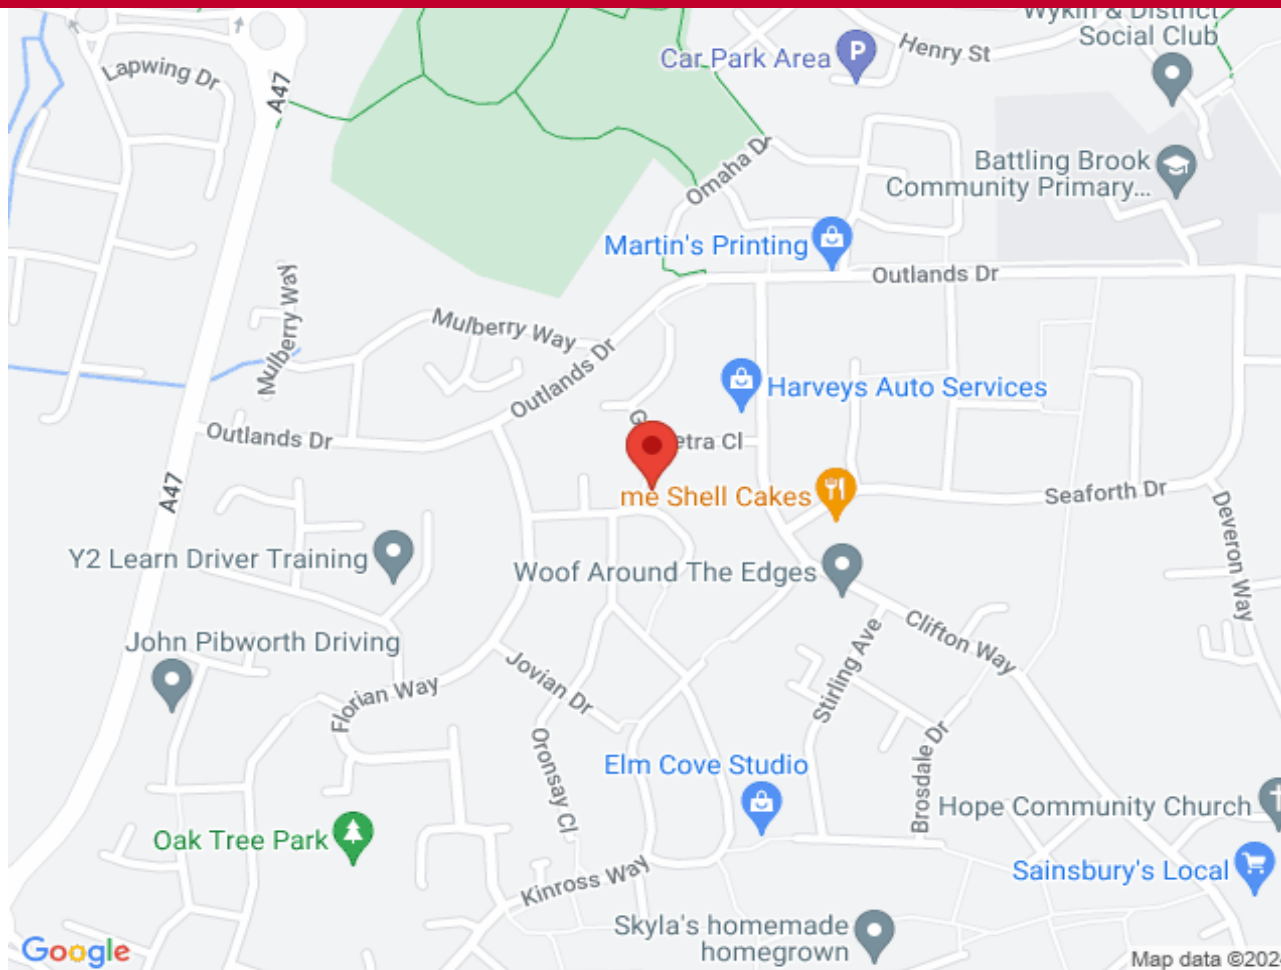 Wykin & District
Social Club
Henry St
Car Park Area
P
Lapwing Dr
A47
Battling Brook
Community Primary...
Omaha Dr
Martin's Printing
Outlands Dr
Mulberry Way
Mulberry Way
Outlands Dr
Harveys Auto Services
Outlands Dr
etra Cl
A47
me Shell Cakes
Seaforth Dr
Deveron Way
Y2 Learn Driver Training
Woof Around The Edges
John Pibworth Driving
Clifton Way
Stirling Ave
Jovian Dr
Florian Way
Oronsay Cl
Elm Cove Studio
Brosdale Dr
Hope Community Church
Oak Tree Park
Sainsbury's Local
Kinross Way
Skyla's homemade
homegrown
Google
Map data ©202